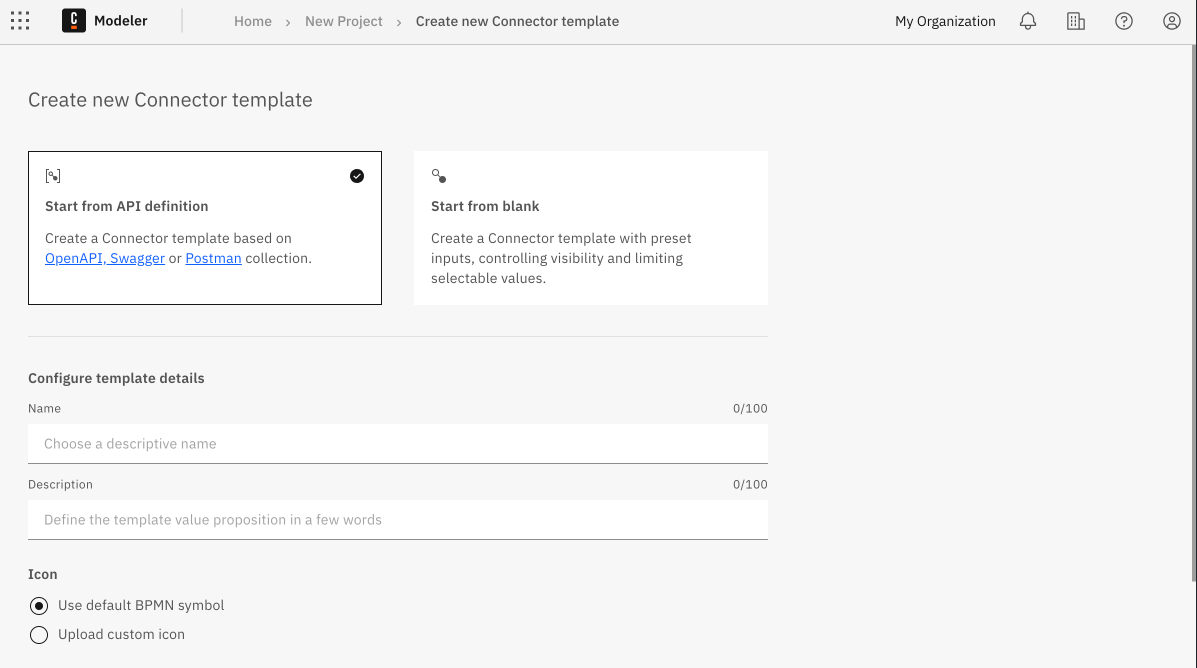 C Modeler Home › New Project › Create new Connector template My Organization
Create new Connector template
Start from API definition
Create a Connector template based on
OpenAPI, Swagger or Postman collection.
Start from blank
Create a Connector template with preset
inputs, controlling visibility and limiting
selectable values.
Configure template details
Name 0/100
Choose a descriptive name
Description 0/100
Define the template value proposition in a few words
Icon
Use default BPMN symbol
Upload custom icon